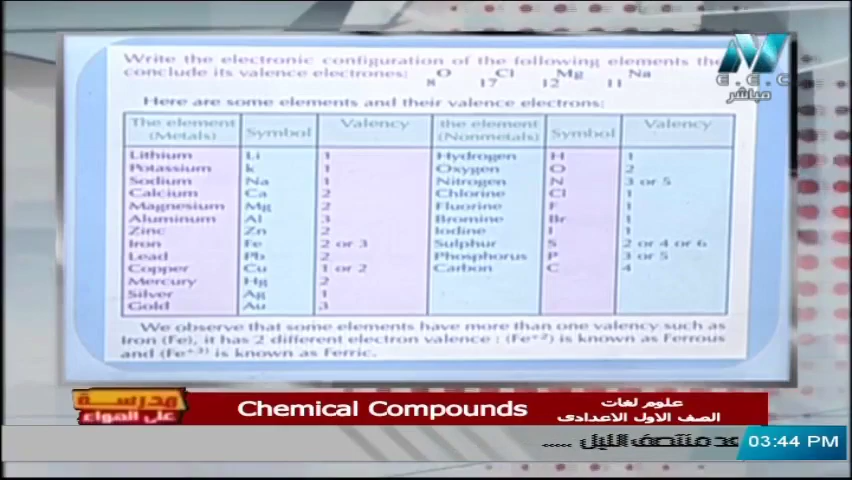 Write the electronic configuration of the following elements the
conclude its valence electrones: 8 O 17 Cl 12 Mg 11 Na
E.E.C
مباشر
Here are some elements and their valence electrons:
The element (Metals) Symbol Valency the element (Nonmetals) Symbol Valency
Lithium Li 1 Hydrogen H 1
Potassium k 1 Oxygen O 2
Sodium Na 1 Nitrogen N 3 or 5
Calcium Ca 2 Chlorine Cl 1
Magnesium Mg 2 Fluorine F 1
Aluminum Al 3 Bromine Br 1
Zinc Zn 2 Iodine I 1
Iron Fe 2 or 3 Sulphur S 2 or 4 or 6
Lead Pb 2 Phosphorus P 3 or 5
Copper Cu 1 or 2 Carbon C 4
Mercury Hg 2
Silver Ag 1
Gold Au 3
We observe that some elements have more than one valency such as
Iron (Fe), it has 2 different electron valence : (Fe+2) is known as Ferrous
and (Fe+3) is known as Ferric.
مدرسة
على الهواء
Chemical Compounds
علوم لغات
الصف الاول الاعدادى
عد منتصف الليل .....
03:44 PM